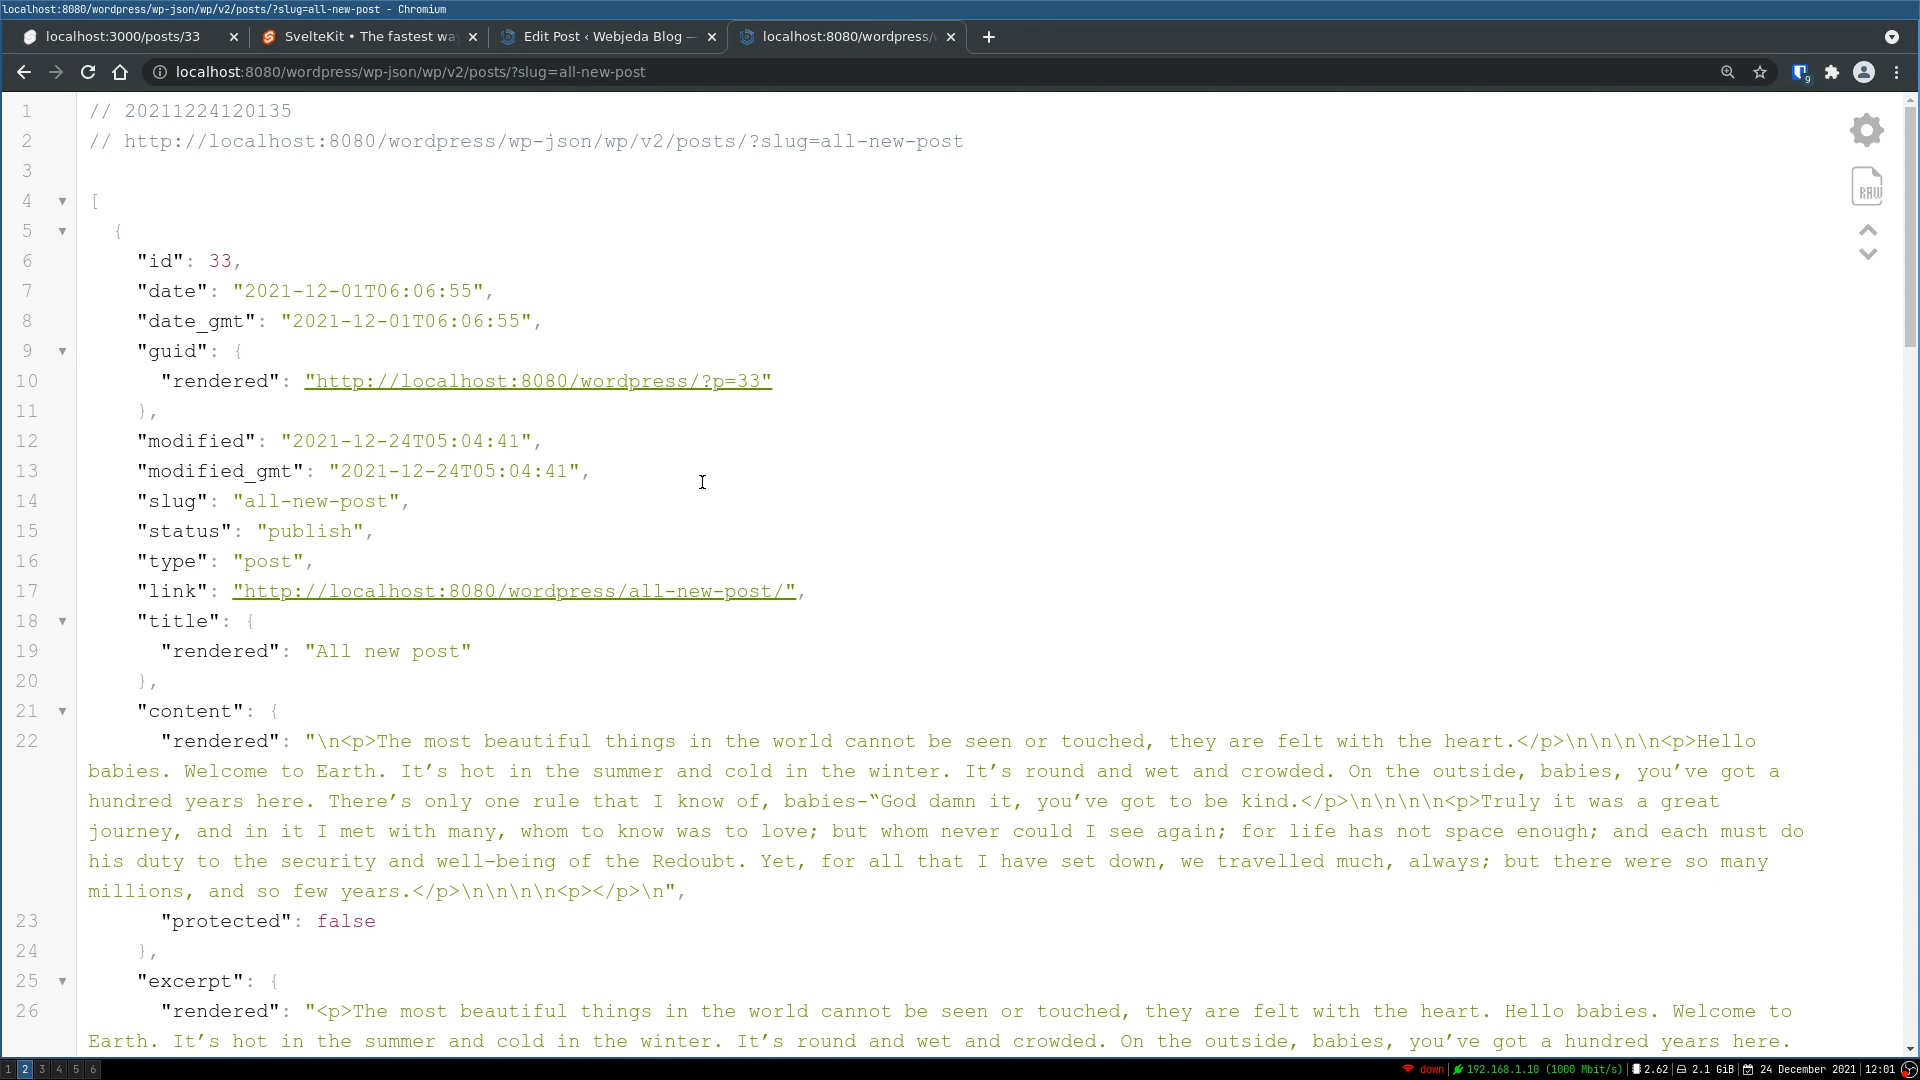 localhost:8080/wordpress/wp-json/wp/v2/posts/?slug=all-new-post - Chromium
localhost:3000/posts/33
SvelteKit • The fastest wa
Edit Post ‹ Webjeda Blog —
localhost:8080/wordpress/
localhost:8080/wordpress/wp-json/wp/v2/posts/?slug=all-new-post
9
1 // 20211224120135
2 // http://localhost:8080/wordpress/wp-json/wp/v2/posts/?slug=all-new-post
3
4 [
5 {
6 "id": 33,
7 "date": "2021-12-01T06:06:55",
8 "date_gmt": "2021-12-01T06:06:55",
9 "guid": {
10 "rendered": "http://localhost:8080/wordpress/?p=33"
11 },
12 "modified": "2021-12-24T05:04:41",
13 "modified_gmt": "2021-12-24T05:04:41",
14 "slug": "all-new-post",
15 "status": "publish",
16 "type": "post",
17 "link": "http://localhost:8080/wordpress/all-new-post/",
18 "title": {
19 "rendered": "All new post"
20 },
21 "content": {
22 "rendered": "\n<p>The most beautiful things in the world cannot be seen or touched, they are felt with the heart.</p>\n\n\n\n<p>Hello
babies. Welcome to Earth. It’s hot in the summer and cold in the winter. It’s round and wet and crowded. On the outside, babies, you’ve got a
hundred years here. There’s only one rule that I know of, babies-“God damn it, you’ve got to be kind.</p>\n\n\n\n<p>Truly it was a great
journey, and in it I met with many, whom to know was to love; but whom never could I see again; for life has not space enough; and each must do
his duty to the security and well-being of the Redoubt. Yet, for all that I have set down, we travelled much, always; but there were so many
millions, and so few years.</p>\n\n\n\n<p></p>\n",
23 "protected": false
24 },
25 "excerpt": {
26 "rendered": "<p>The most beautiful things in the world cannot be seen or touched, they are felt with the heart. Hello babies. Welcome to
Earth. It’s hot in the summer and cold in the winter. It’s round and wet and crowded. On the outside, babies, you’ve got a hundred years here.
RAW
1 2 3 4 5 6
down| 192.168.1.10 (1000 Mbit/s)| 2.62| 2.1 GiB| 24 December 2021| 12:01